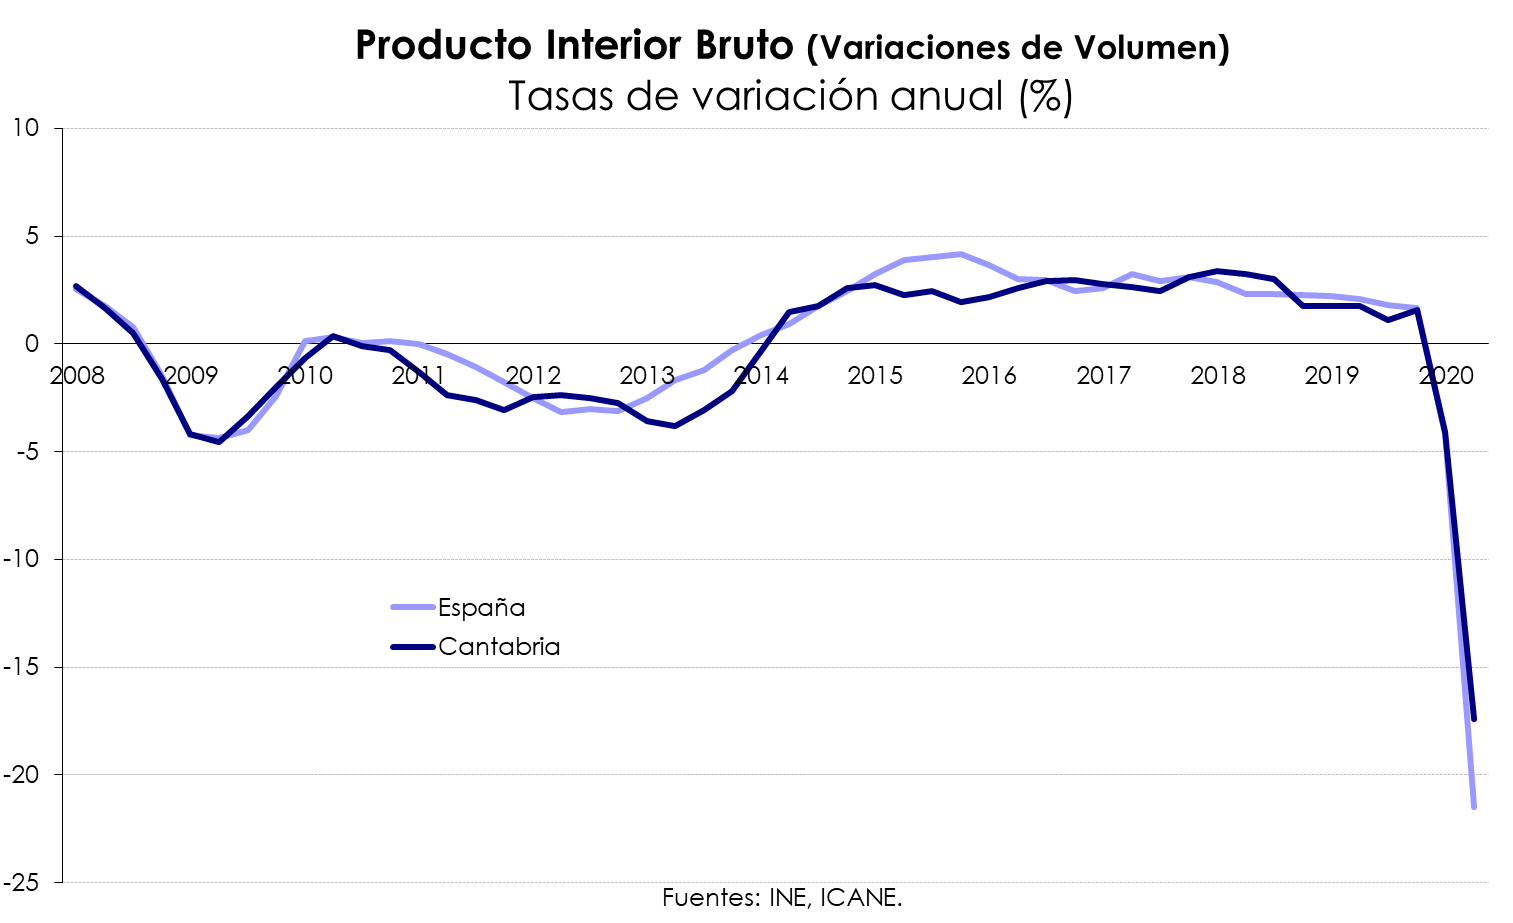 Producto Interior Bruto (Variaciones de Volumen)
Tasas de variación anual (%)
10
5
0
2008 2009 2010 2011 2012 2013 2014 2015 2016 2017 2018 2019 2020
-5
-10
España
Cantabria
-15
-20
-25
Fuentes: INE, ICANE.